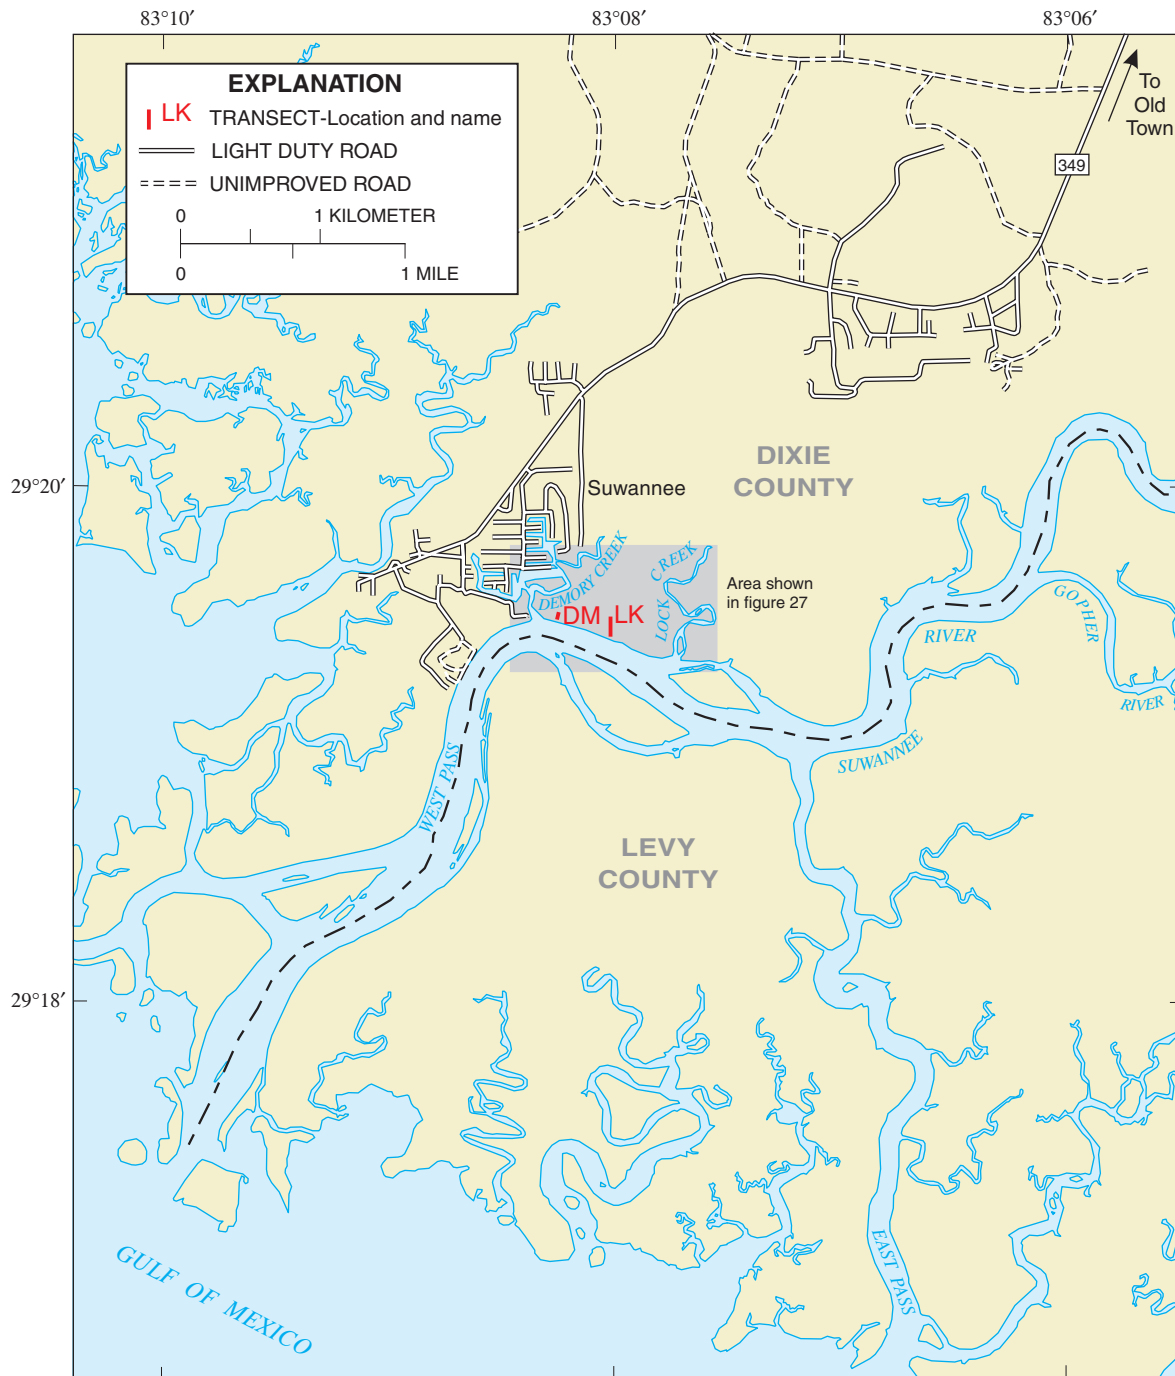 83°10′
83°08′
83°06′
EXPLANATION
LK TRANSECT-Location and name
LIGHT DUTY ROAD
UNIMPROVED ROAD
0 1 KILOMETER
0 1 MILE
To
Old
Town
349
DIXIE
COUNTY
29°20′
Suwannee
DEMORY CREEK
LOCK CREEK
Area shown
in figure 27
DM
LK
GOPHER
RIVER
RIVER
SUWANNEE
WEST PASS
LEVY
COUNTY
29°18′
EAST PASS
GULF OF MEXICO